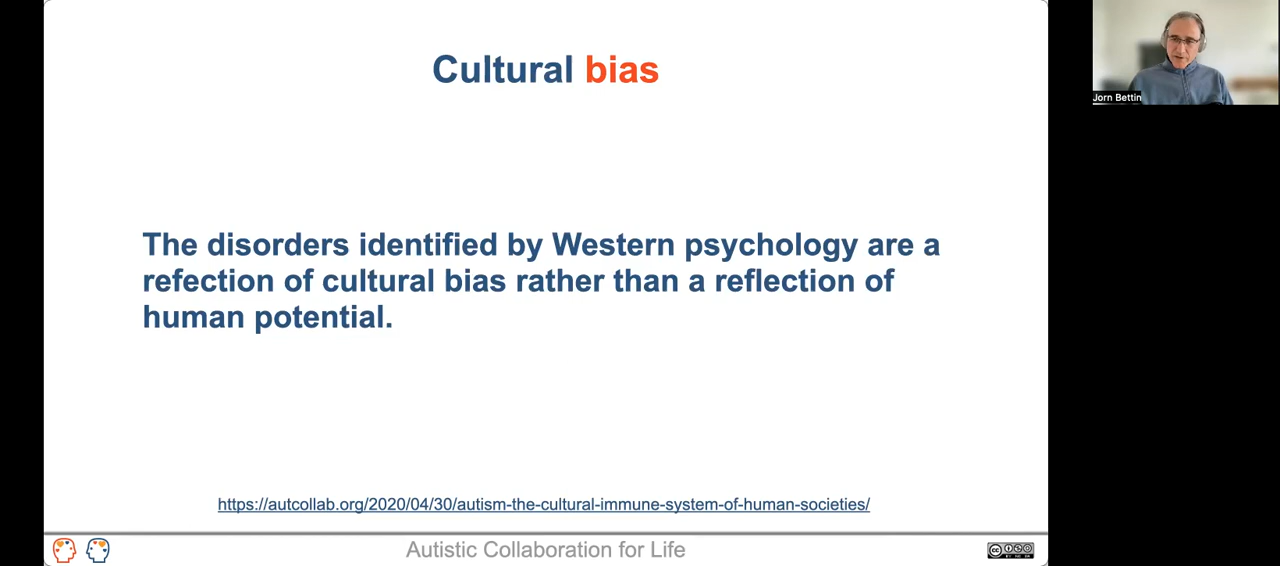 Cultural bias
Jorn Bettin
The disorders identified by Western psychology are a
refection of cultural bias rather than a reflection of
human potential.
https://autcollab.org/2020/04/30/autism-the-cultural-immune-system-of-human-societies/
Autistic Collaboration for Life